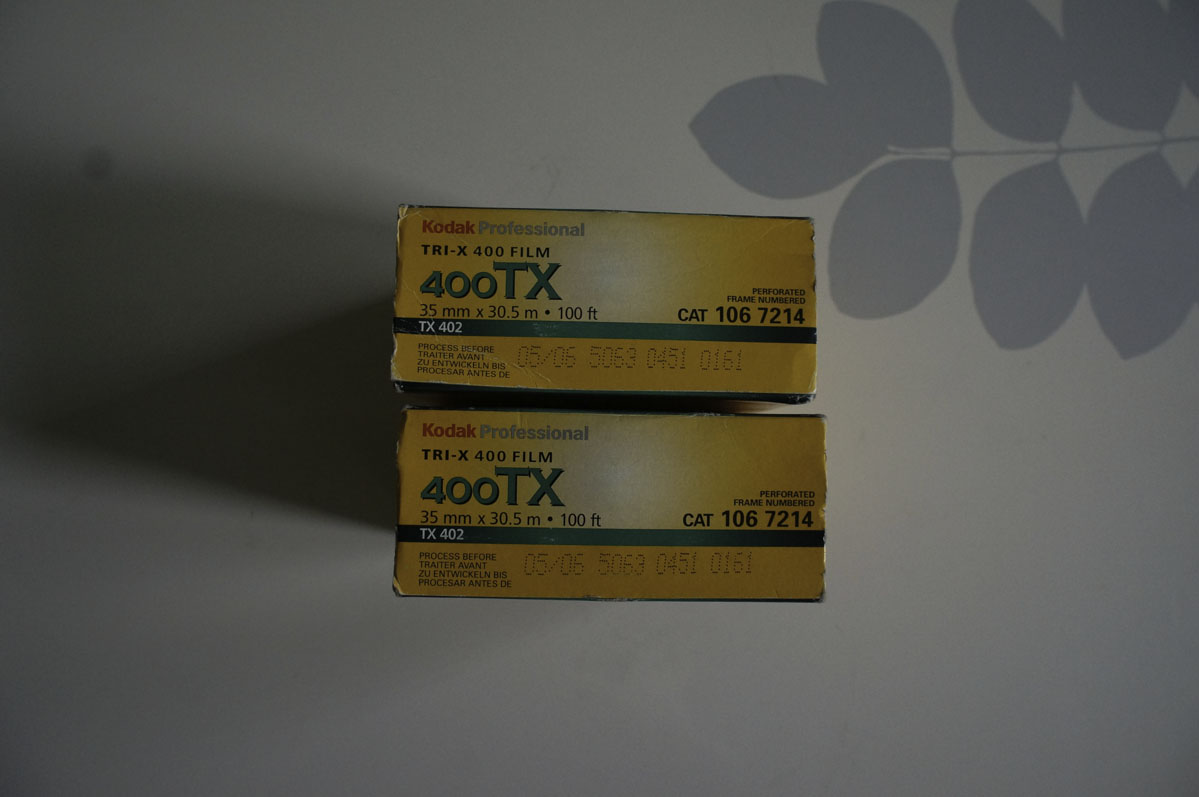 Kodak Professional
TRI-X 400 FILM
400TX
35 mm x 30.5 m • 100 ft
PERFORATED
FRAME NUMBERED
CAT 106 7214
TX 402
PROCESS BEFORE
TRAITER AVANT
ZU ENTWICKELN BIS
PROCESAR ANTES DE
05/06 5063 0451 0161
Kodak Professional
TRI-X 400 FILM
400TX
35 mm x 30.5 m • 100 ft
PERFORATED
FRAME NUMBERED
CAT 106 7214
TX 402
PROCESS BEFORE
TRAITER AVANT
ZU ENTWICKELN BIS
PROCESAR ANTES DE
05/06 5063 0451 0161